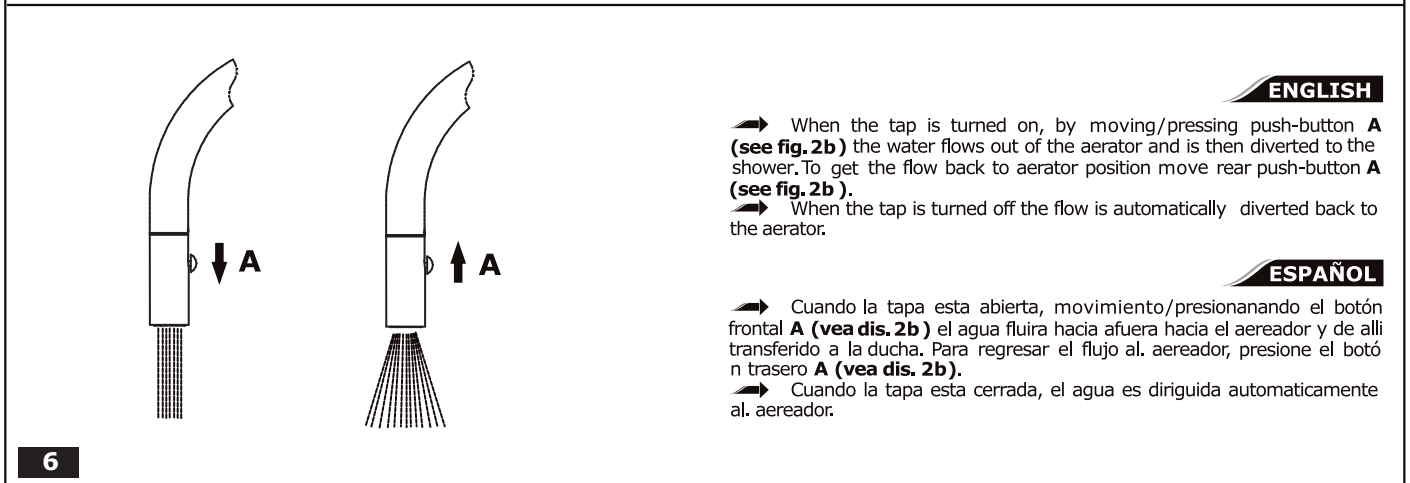 A
A
ENGLISH
When the tap is turned on, by moving/pressing push-button A
(see fig. 2b ) the water flows out of the aerator and is then diverted to the
shower. To get the flow back to aerator position move rear push-button A
(see fig. 2b ).
When the tap is turned off the flow is automatically diverted back to
the aerator.
ESPAÑOL
Cuando la tapa esta abierta, movimiento/presionanando el botón
frontal A (vea dis. 2b ) el agua fluira hacia afuera hacia el aereador y de alli
transferido a la ducha. Para regresar el flujo al. aereador, presione el botó
n trasero A (vea dis. 2b).
Cuando la tapa esta cerrada, el agua es diriguida automaticamente
al. aereador.
6